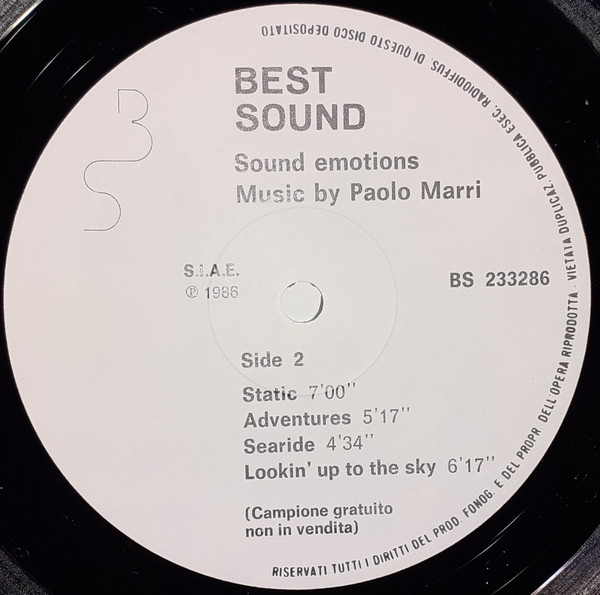 BEST
SOUND
Sound emotions
Music by Paolo Marri
S.I.A.E.
℗ 1986
BS 233286
Side 2
Static 7'00''
Adventures 5'17''
Searide 4'34''
Lookin' up to the sky 6'17''
(Campione gratuito
non in vendita)
RISERVATI TUTTI I DIRITTI DEL PROD. FONOG. E DEL PROPR. DELL'OPERA RIPRODOTTA · VIETATA DUPLICAZ. PUBBLICA ESEC. RADIODIFFUS. DI QUESTO DISCO DEPOSITATO